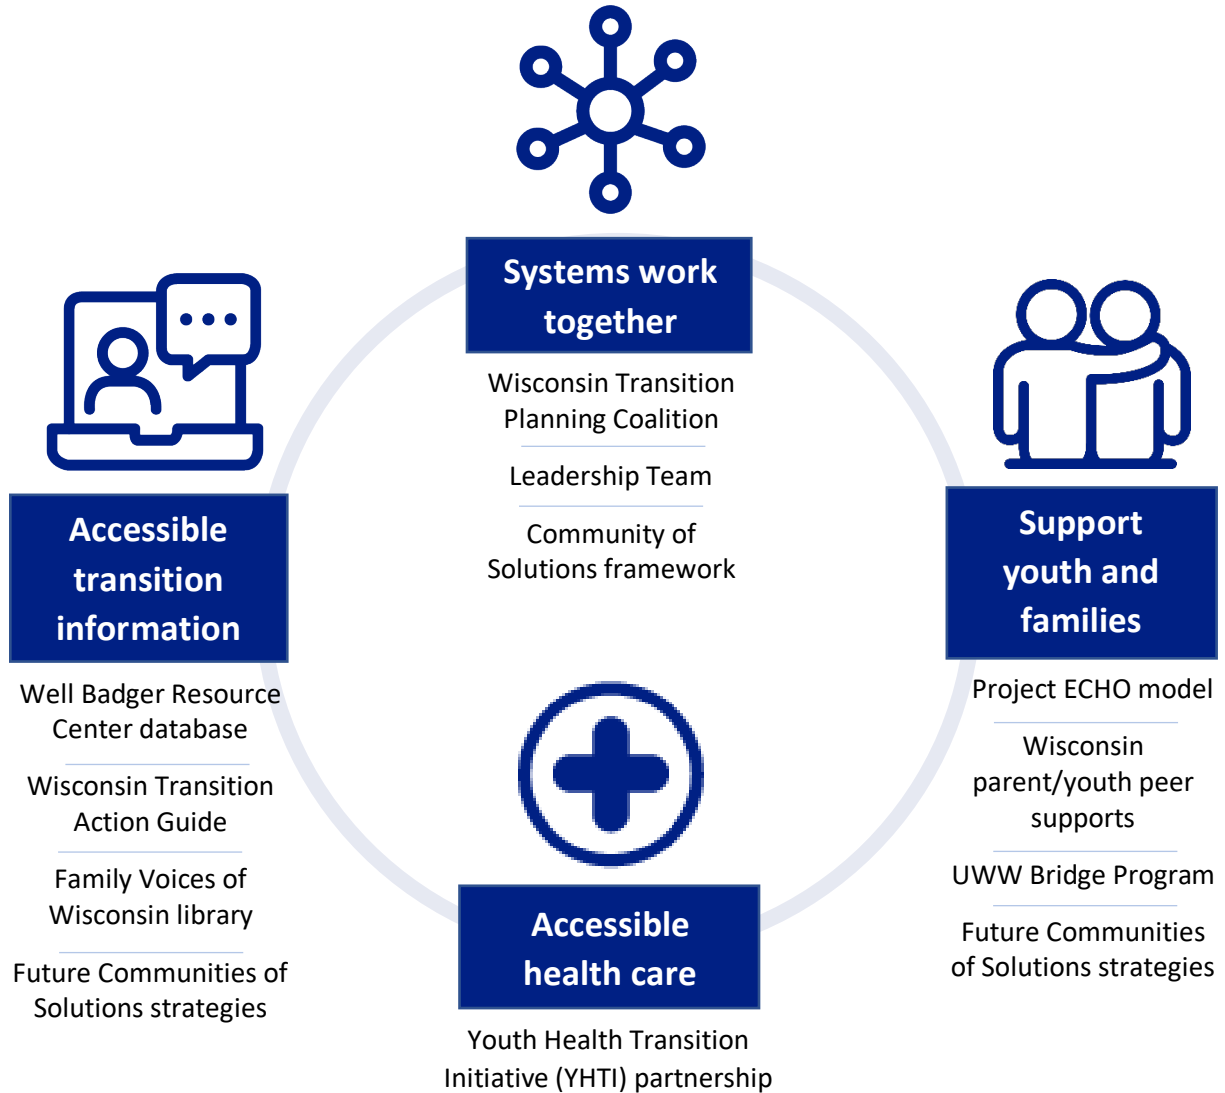 Systems work
together
Wisconsin Transition
Planning Coalition
Leadership Team
Community of
Solutions framework
Accessible
transition
information
Well Badger Resource
Center database
Wisconsin Transition
Action Guide
Family Voices of
Wisconsin library
Future Communities of
Solutions strategies
Support
youth and
families
Project ECHO model
Wisconsin
parent/youth peer
supports
UWW Bridge Program
Future Communities
of Solutions strategies
Accessible
health care
Youth Health Transition
Initiative (YHTI) partnership